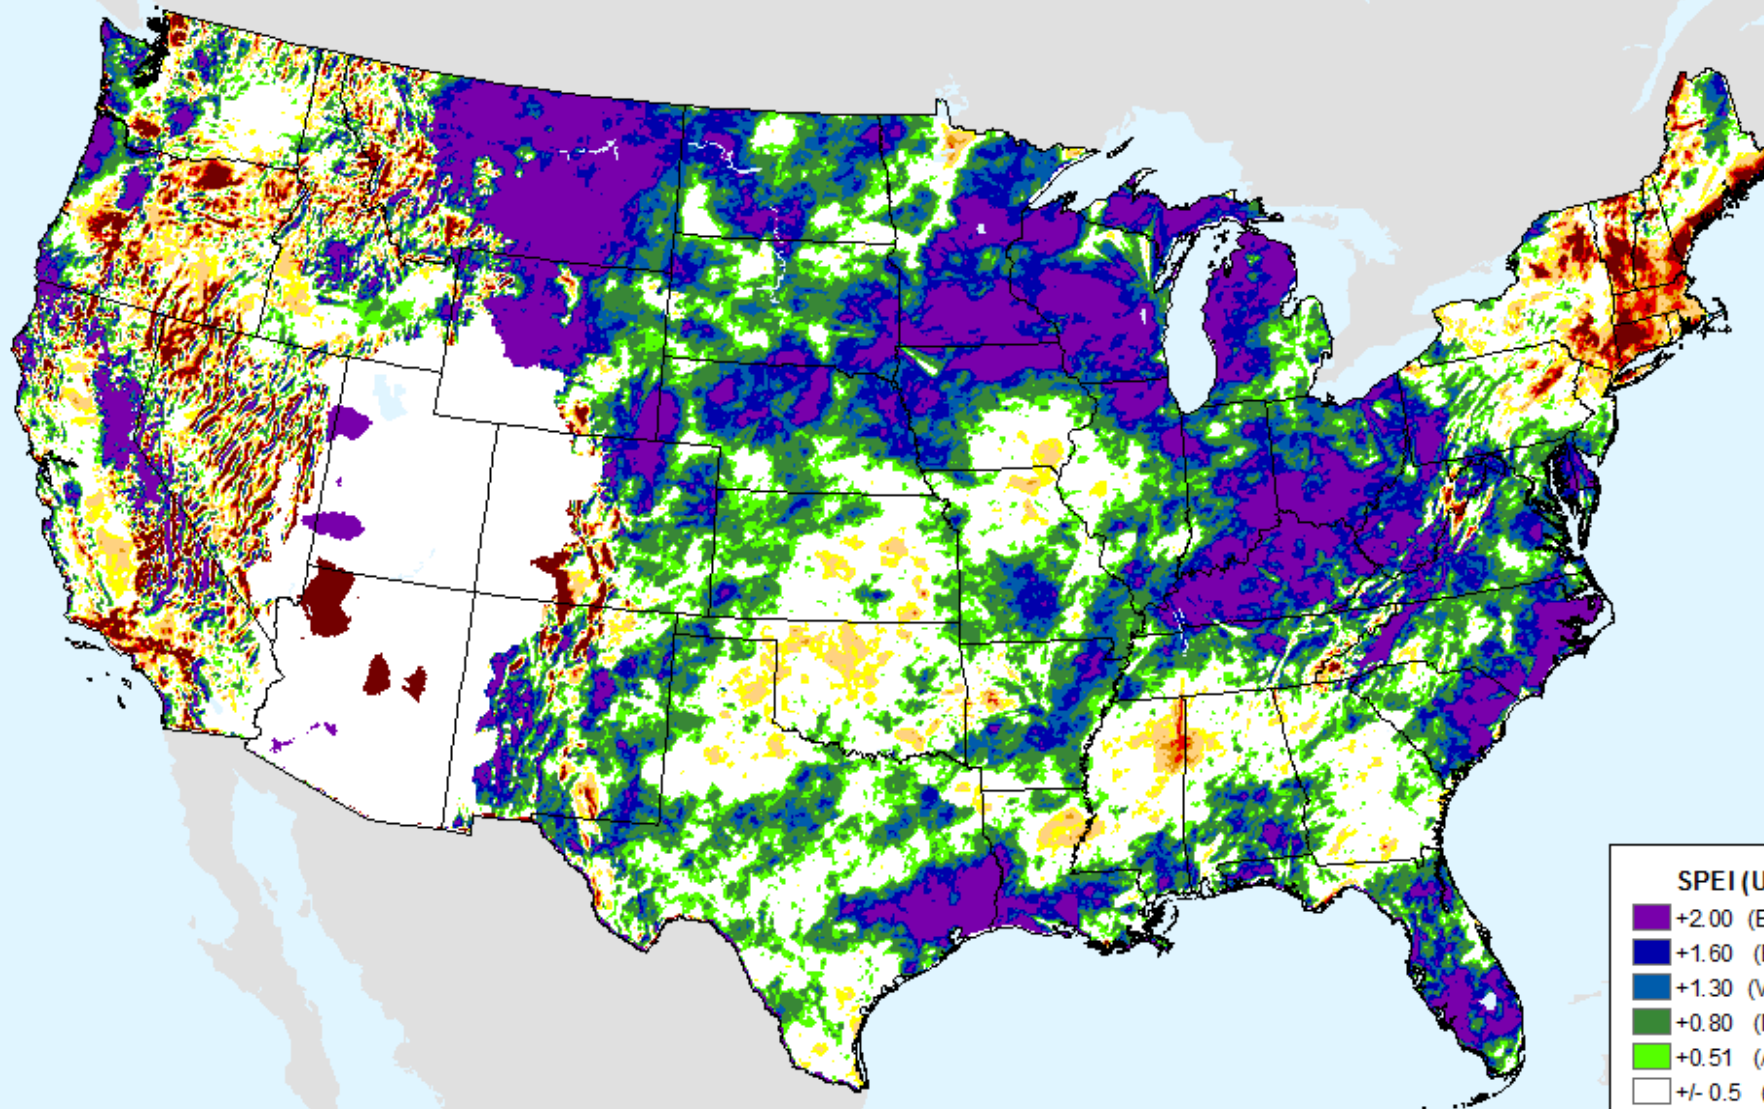 SPEI (U
+2.00 (E
+1.60 (
+1.30 (V
+0.80 (
+0.51 (
+/- 0.5 (